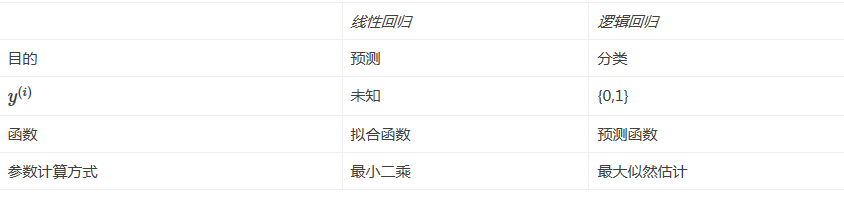 线性回归 逻辑回归
目的 预测 分类
y^(i) 未知 {0,1}
函数 拟合函数 预测函数
参数计算方式 最小二乘 最大似然估计